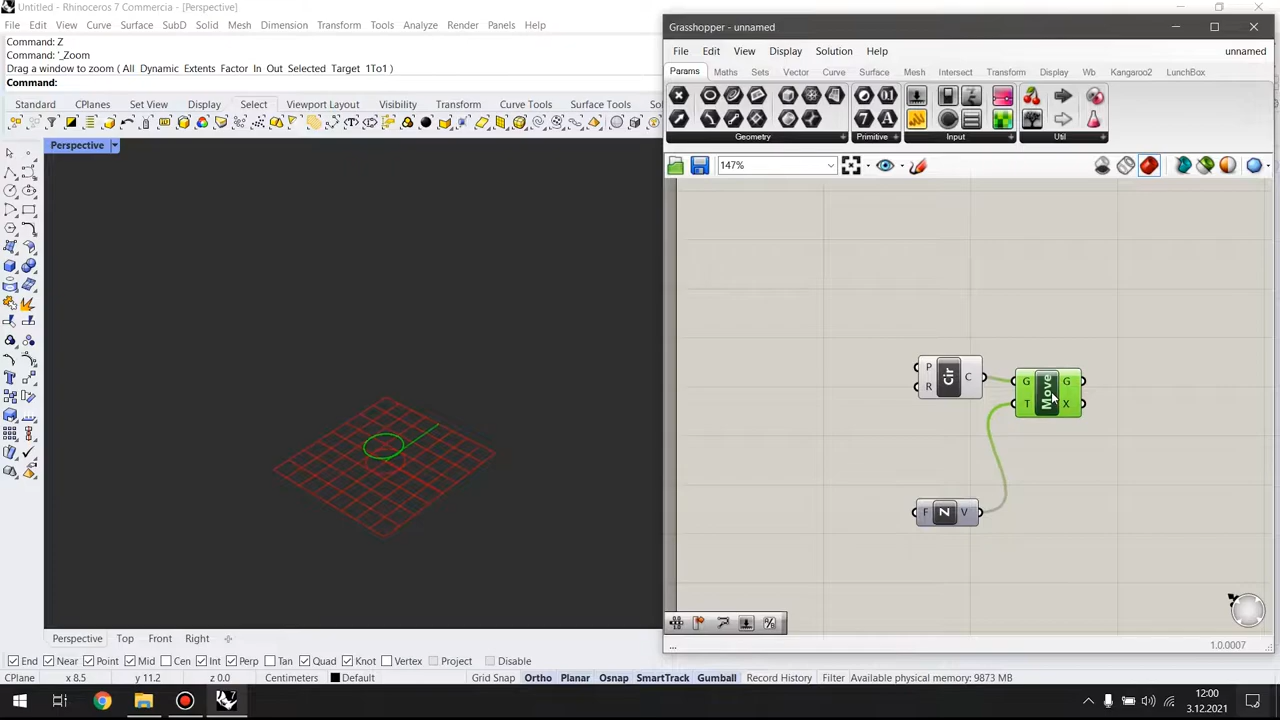 Untitled - Rhinoceros 7 Commercia - [Perspective]
File Edit View Curve Surface SubD Solid Mesh Dimension Transform Tools Analyze Render Panels Help
Command: Z
Command: '_Zoom
Drag a window to zoom ( All Dynamic Extents Factor In Out Selected Target 1To1 )
Command:
Standard CPlanes Set View Display Select Viewport Layout Visibility Transform Curve Tools Surface Tools So
Perspective
Grasshopper - unnamed
File Edit View Display Solution Help unnamed
Params Maths Sets Vector Curve Surface Mesh Intersect Transform Display Wb Kangaroo2 LunchBox
Geometry Primitive Input Util
147%
P
R
Cir
C
G
T
Move
G
X
F
Z
V
...
1.0.0007
Perspective Top Front Right
End Near Point Mid Cen Int Perp Tan Quad Knot Vertex Project Disable
CPlane x 8.5 y 11.2 z 0.0 Centimeters Default Grid Snap Ortho Planar Osnap SmartTrack Gumball Record History Filter Available physical memory: 9873 MB
12:00
3.12.2021